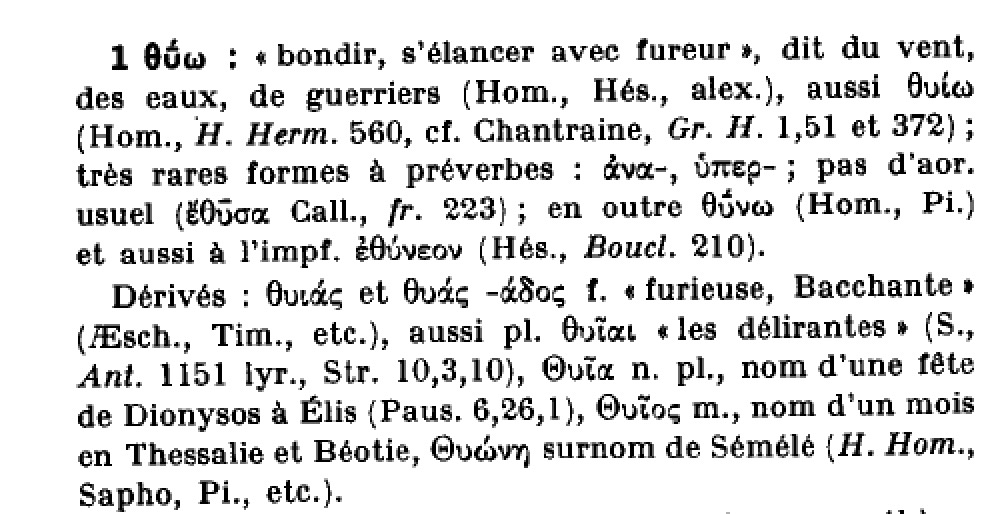 1 θύ̄ω : « bondir, s'élancer avec fureur », dit du vent,
des eaux, de guerriers (Hom., Hés., alex.), aussi θυίω
(Hom., H. Herm. 560, cf. Chantraine, Gr. H. 1,51 et 372) ;
très rares formes à préverbes : ἀνα-, ὑπερ- ; pas d'aor.
usuel (ἔθῡσα Call., fr. 223) ; en outre θύ̄νω (Hom., Pi.)
et aussi à l'impf. ἐθύνεον (Hés., Boucl. 210).
Dérivés : θυιάς et θυάς -άδος f. « furieuse, Bacchante »
(Æsch., Tim., etc.), aussi pl. θυῖαι « les délirantes » (S.,
Ant. 1151 lyr., Str. 10,3,10), Θυῖα n. pl., nom d'une fête
de Dionysos à Élis (Paus. 6,26,1), Θυῖος m., nom d'un mois
en Thessalie et Béotie, Θυώνη surnom de Sémélé (H. Hom.,
Sapho, Pi., etc.).